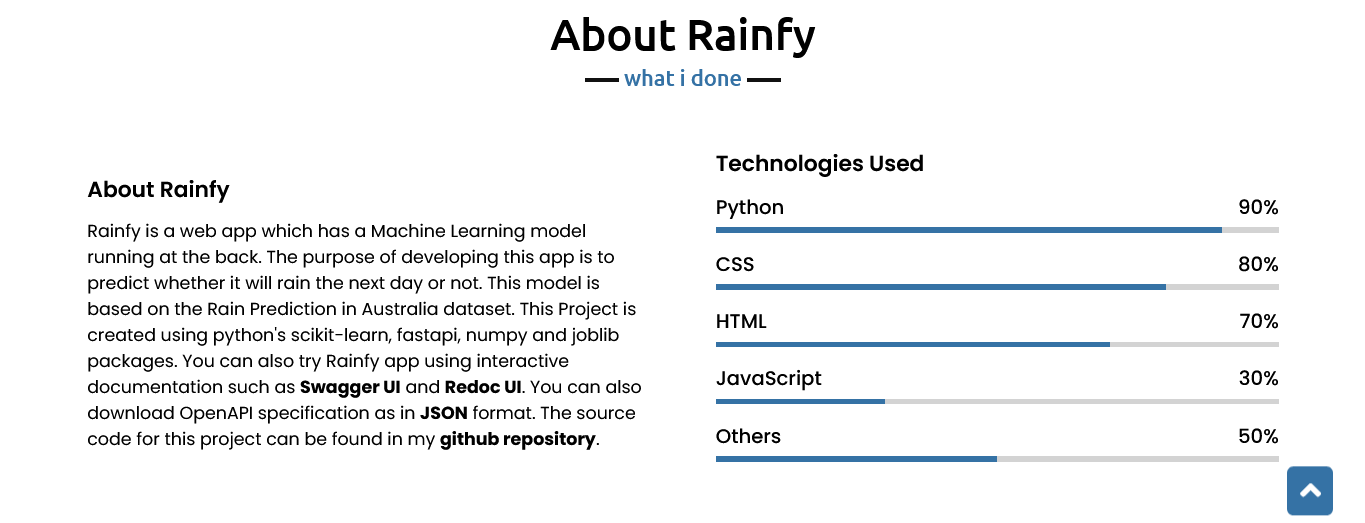 About Rainfy
what i done
About Rainfy
Rainfy is a web app which has a Machine Learning model
running at the back. The purpose of developing this app is to
predict whether it will rain the next day or not. This model is
based on the Rain Prediction in Australia dataset. This Project is
created using python's scikit-learn, fastapi, numpy and joblib
packages. You can also try Rainfy app using interactive
documentation such as Swagger UI and Redoc UI. You can also
download OpenAPI specification as in JSON format. The source
code for this project can be found in my github repository.
Technologies Used
Python 90%
CSS 80%
HTML 70%
JavaScript 30%
Others 50%